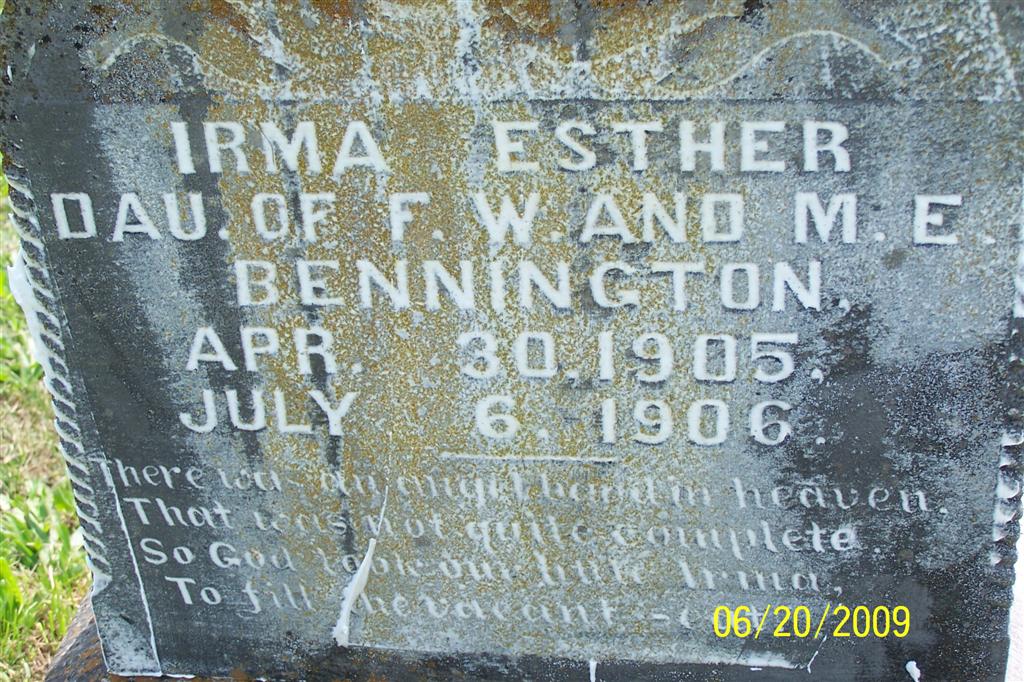 IRMA ESTHER
DAU. OF F. W. AND M. E.
BENNINGTON,
APR. 30, 1905,
JULY 6, 1906.
There was an angel band in heaven,
That was not quite complete.
So God took our little Irma,
To fill the vacant
06/20/2009